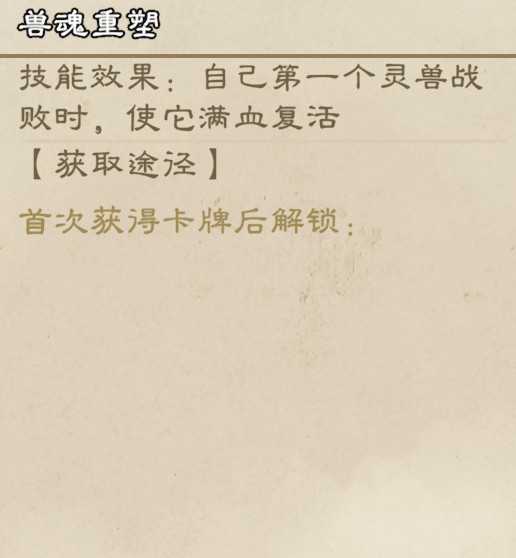 兽魂重塑
技能效果：自己第一个灵兽战
败时，使它满血复活
【获取途径】
首次获得卡牌后解锁：